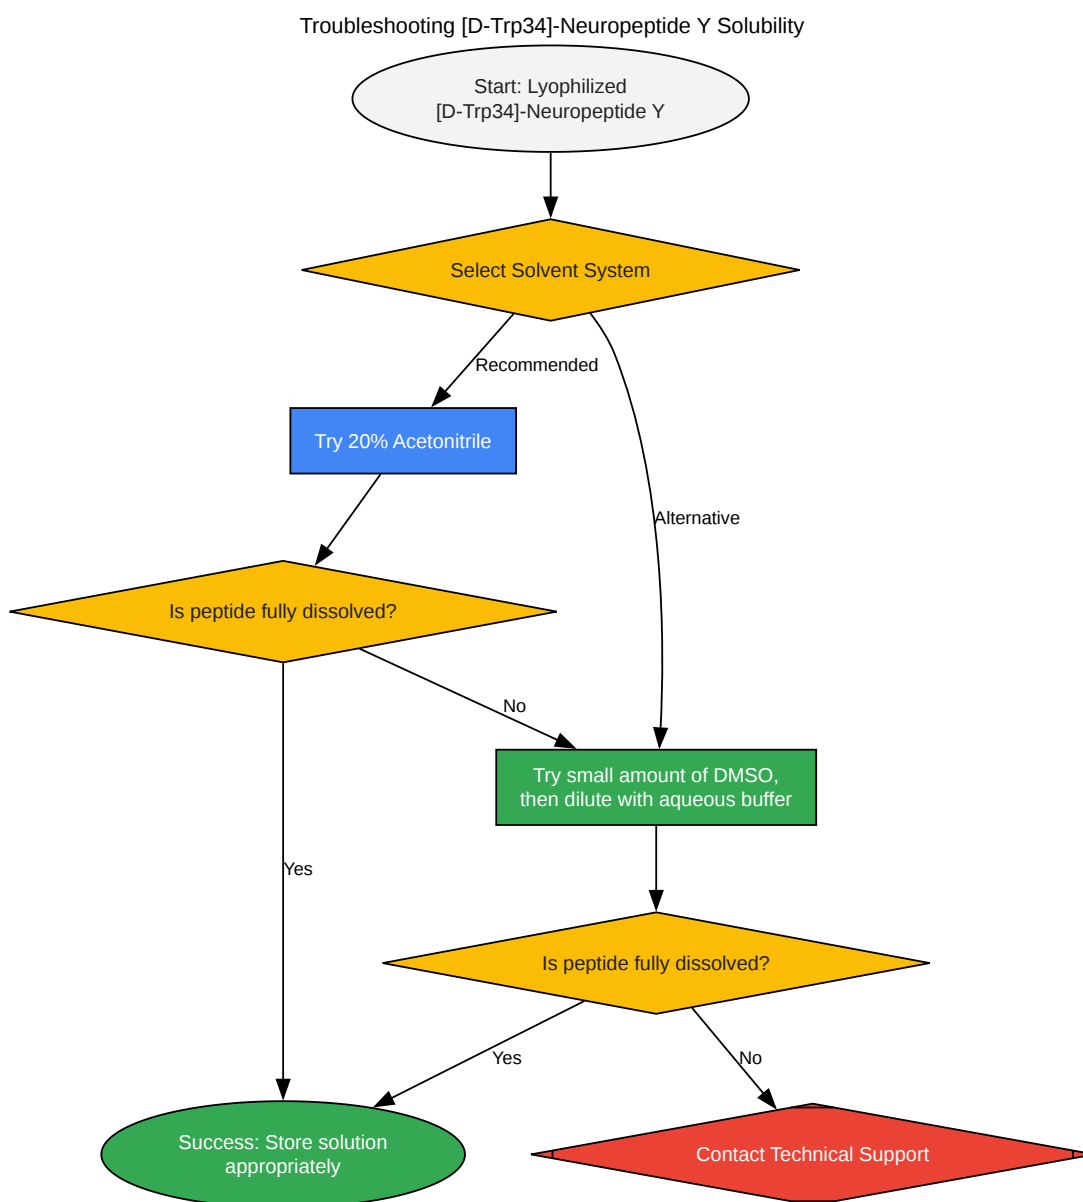 Troubleshooting [D-Trp34]-Neuropeptide Y Solubility
Start: Lyophilized
[D-Trp34]-Neuropeptide Y
Select Solvent System
Recommended
Try 20% Acetonitrile
Alternative
Is peptide fully dissolved?
No
Try small amount of DMSO,
then dilute with aqueous buffer
Yes
Is peptide fully dissolved?
Yes
No
Success: Store solution
appropriately
Contact Technical Support